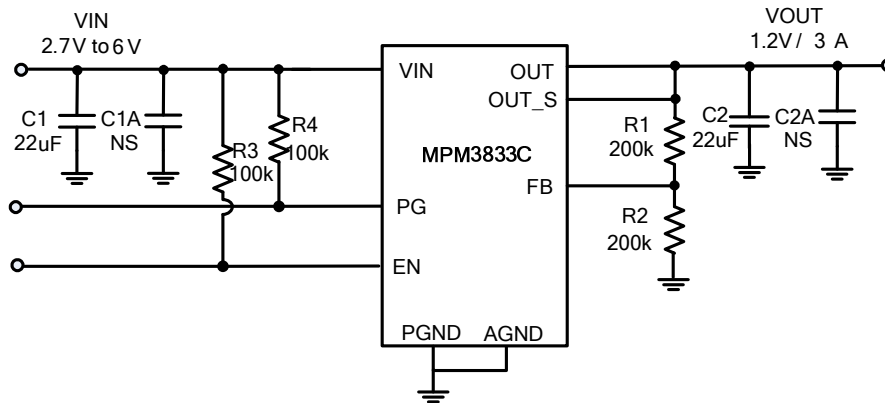 VIN
2.7V to 6V
VOUT
1.2V / 3 A
VIN
OUT
OUT_S
C1
22uF
C1A
NS
R3
100k
R4
100k
MPM3833C
R1
200k
C2
22uF
C2A
NS
FB
PG
R2
200k
EN
PGND
AGND